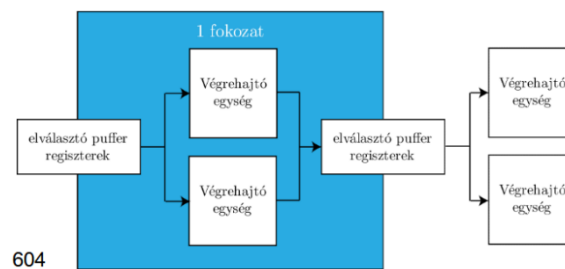 1 fokozat
Végrehajtó
egység
Végrehajtó
egység
elválasztó puffer
regiszterek
elválasztó puffer
regiszterek
Végrehajtó
egység
Végrehajtó
egység
604